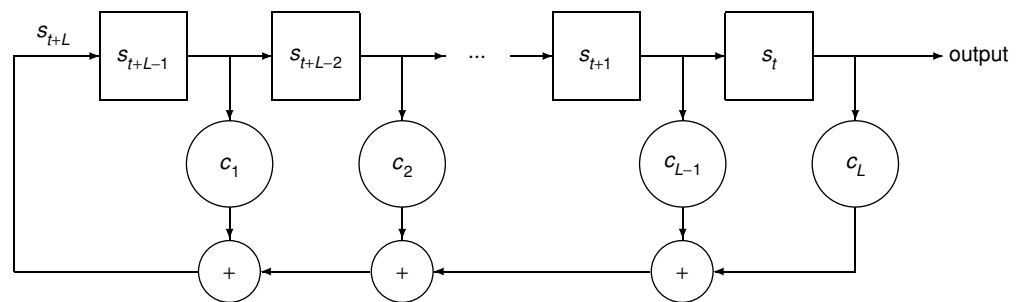 s_{t+L}
s_{t+L−1} s_{t+L−2} ... s_{t+1} s_t output
c_1 c_2 c_{L−1} c_L
+ + +